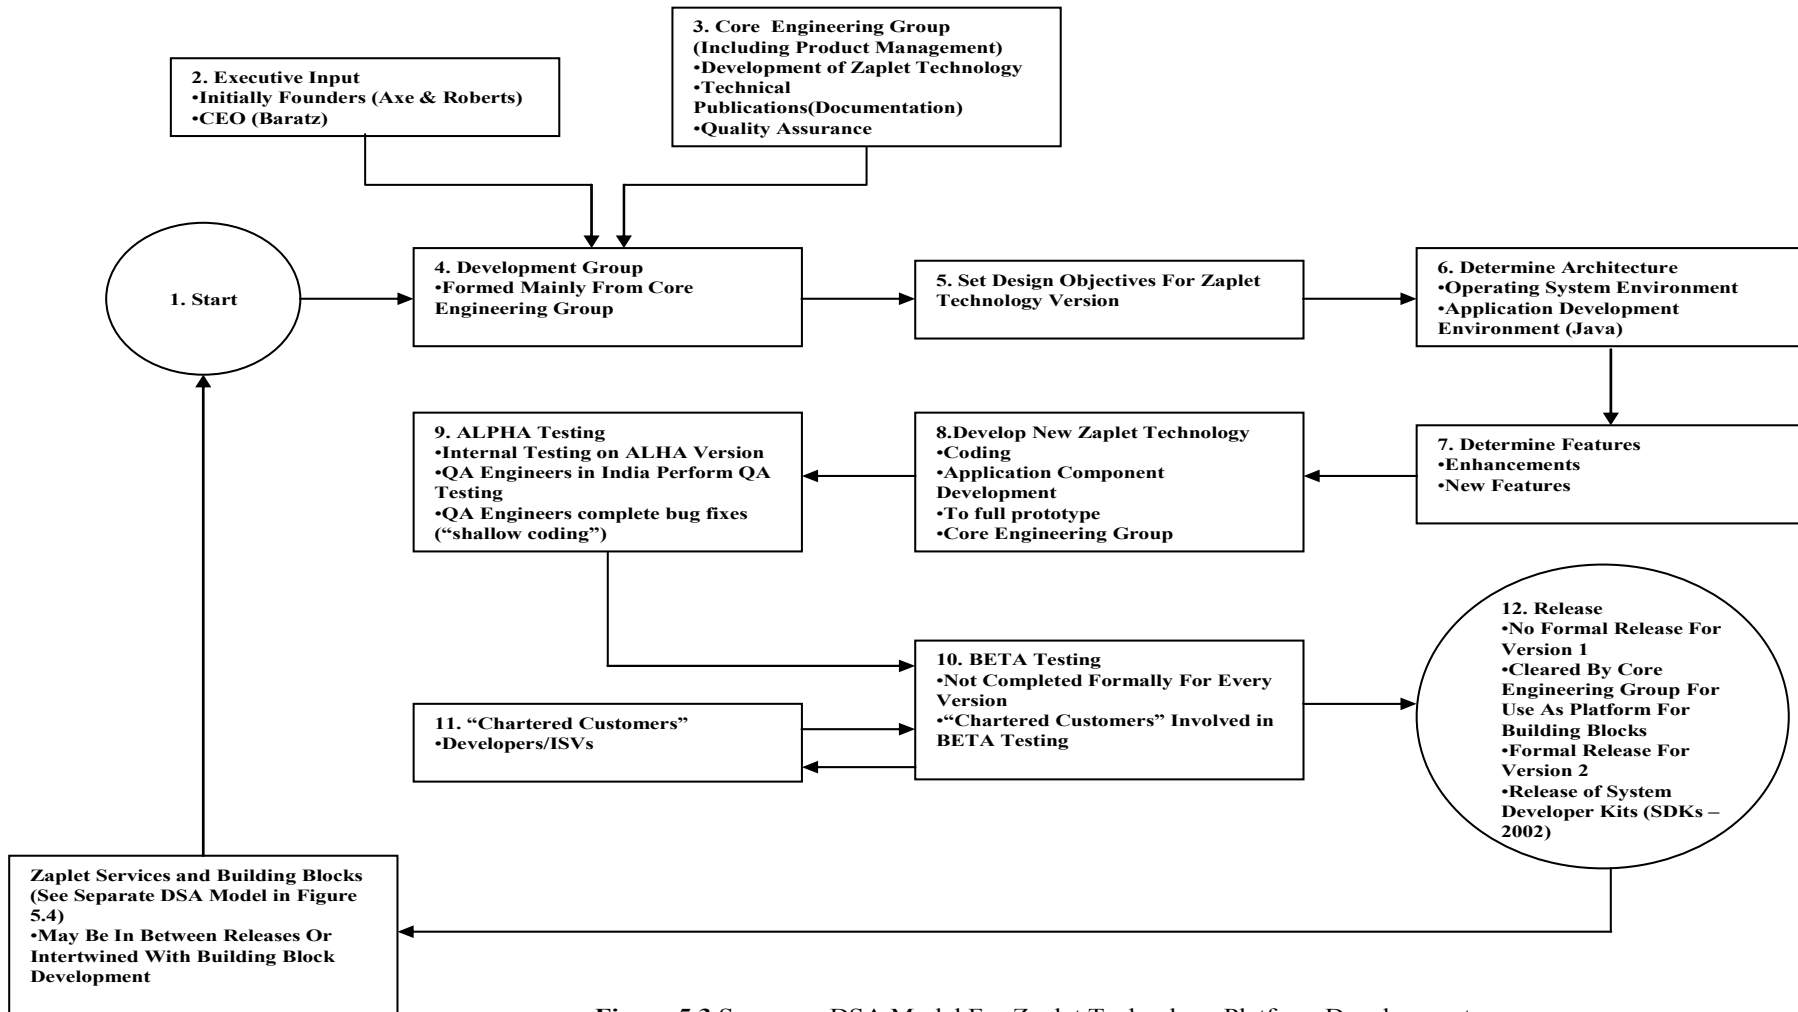 2. Executive Input
•Initially Founders (Axe & Roberts)
•CEO (Baratz)
3. Core Engineering Group
(Including Product Management)
•Development of Zaplet Technology
•Technical
Publications(Documentation)
•Quality Assurance
1. Start
4. Development Group
•Formed Mainly From Core
Engineering Group
5. Set Design Objectives For Zaplet
Technology Version
6. Determine Architecture
•Operating System Environment
•Application Development
Environment (Java)
9. ALPHA Testing
•Internal Testing on ALHA Version
•QA Engineers in India Perform QA
Testing
•QA Engineers complete bug fixes
(“shallow coding”)
8.Develop New Zaplet Technology
•Coding
•Application Component
Development
•To full prototype
•Core Engineering Group
7. Determine Features
•Enhancements
•New Features
10. BETA Testing
•Not Completed Formally For Every
Version
•“Chartered Customers” Involved in
BETA Testing
11. “Chartered Customers”
•Developers/ISVs
12. Release
•No Formal Release For
Version 1
•Cleared By Core
Engineering Group For
Use As Platform For
Building Blocks
•Formal Release For
Version 2
•Release of System
Developer Kits (SDKs –
2002)
Zaplet Services and Building Blocks
(See Separate DSA Model in Figure
5.4)
•May Be In Between Releases Or
Intertwined With Building Block
Development
DSA Model For Zaplet Technology Platform Development